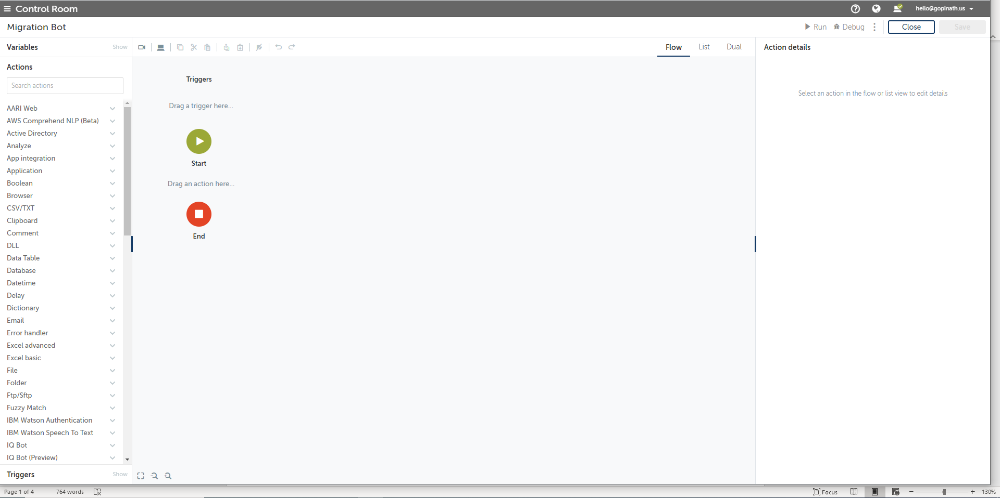 Control Room
hello@gopinath.us
Migration Bot
Run
Debug
Close
Save
Variables
Show
Flow
List
Dual
Action details
Actions
Search actions
Triggers
Select an action in the flow or list view to edit details
Drag a trigger here...
AARI Web
AWS Comprehend NLP (Beta)
Active Directory
Analyze
App integration
Start
Application
Boolean
Drag an action here...
Browser
CSV/TXT
Clipboard
Comment
End
DLL
Data Table
Database
Datetime
Delay
Dictionary
Email
Error handler
Excel advanced
Excel basic
File
Folder
Ftp/Sftp
Fuzzy Match
IBM Watson Authentication
IBM Watson Speech To Text
IQ Bot
IQ Bot (Preview)
Triggers
Show
Page 1 of 4
764 words
Focus
130%